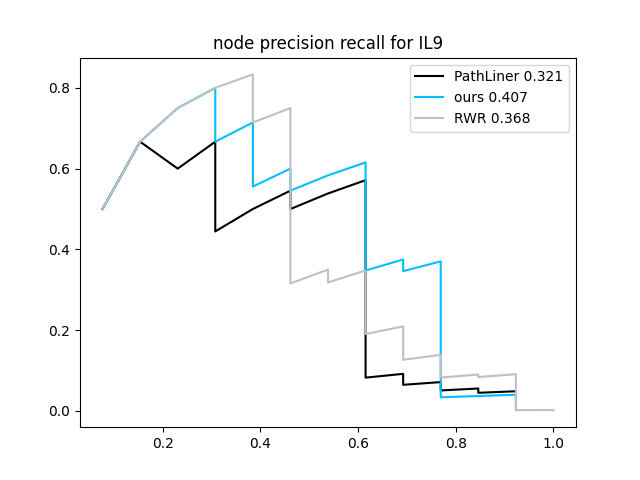 node precision recall for IL9
PathLiner 0.321
ours 0.407
RWR 0.368
0.8
0.6
0.4
0.2
0.0
0.2 0.4 0.6 0.8 1.0